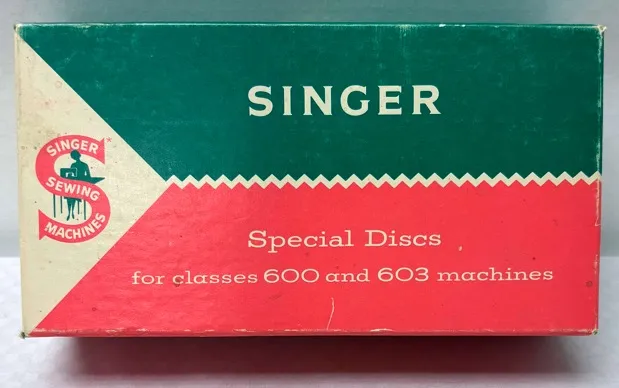 SINGER
SINGER*
SEWING
MACHINES
Special Discs
for classes 600 and 603 machines